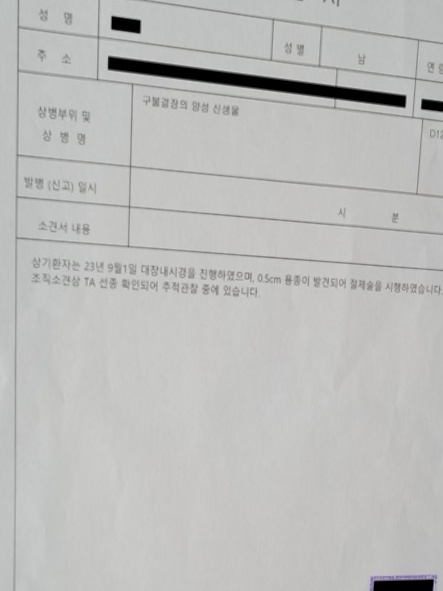 성 명
성별
남
주 소
상병부위 및
상 병 명
구불결장의 양성 신생물
D12
발병 (신고) 일시
시 분
소견서 내용
상기환자는 23년 9월1일 대장내시경을 진행하였으며, 0.5cm 용종이 발견되어 절제술을 시행하였습니다.
조직소견상 TA 선종 확인되어 추적관찰 중에 있습니다.